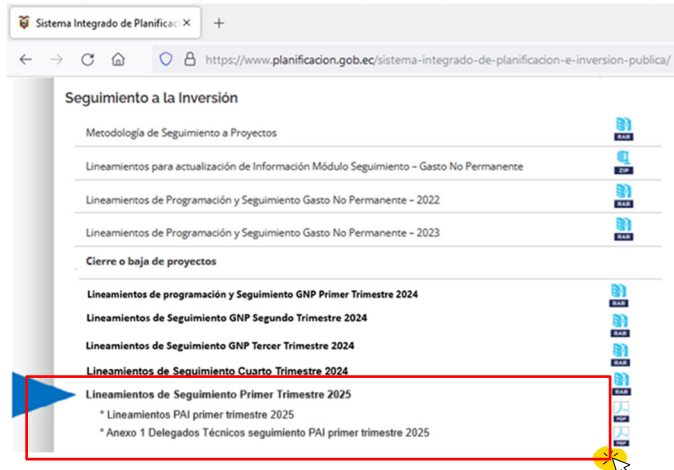 Sistema Integrado de Planificac
https://www.planificacion.gob.ec/sistema-integrado-de-planificacion-e-inversion-publica/
Seguimiento a la Inversión
Metodología de Seguimiento a Proyectos
RAR
Lineamientos para actualización de Información Módulo Seguimiento – Gasto No Permanente
ZIP
Lineamientos de Programación y Seguimiento Gasto No Permanente – 2022
RAR
Lineamientos de Programación y Seguimiento Gasto No Permanente – 2023
RAR
Cierre o baja de proyectos
Lineamientos de programación y Seguimiento GNP Primer Trimestre 2024
RAR
Lineamientos de Seguimiento GNP Segundo Trimestre 2024
RAR
Lineamientos de Seguimiento GNP Tercer Trimestre 2024
RAR
Lineamientos de Seguimiento Cuarto Trimestre 2024
RAR
Lineamientos de Seguimiento Primer Trimestre 2025
* Lineamientos PAI primer trimestre 2025
PDF
* Anexo 1 Delegados Técnicos seguimiento PAI primer trimestre 2025
PDF